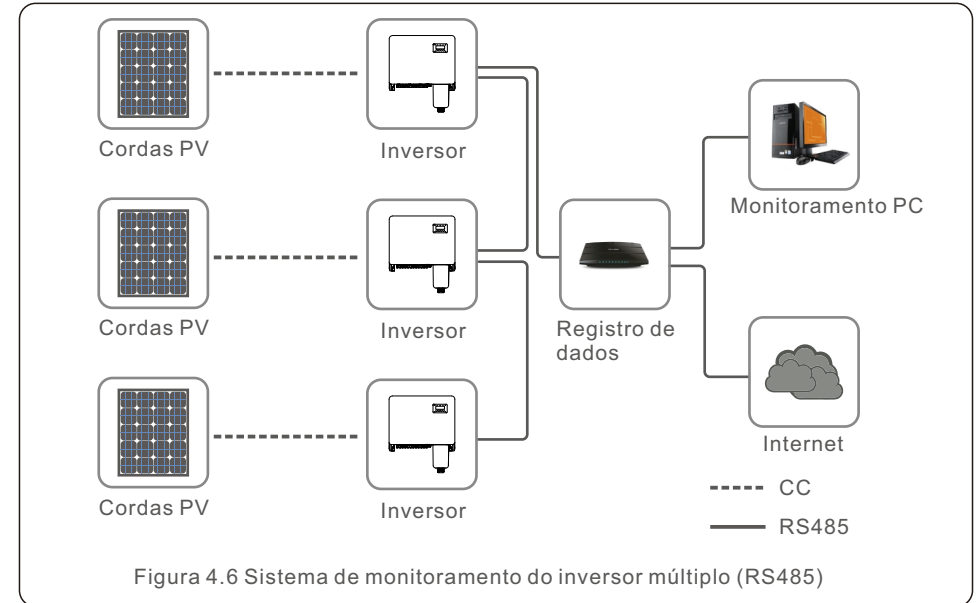 Cordas PV
Inversor
Monitoramento PC
Cordas PV
Inversor
Registro de
dados
Internet
Cordas PV
Inversor
CC
RS485
Figura 4.6 Sistema de monitoramento do inversor múltiplo (RS485)